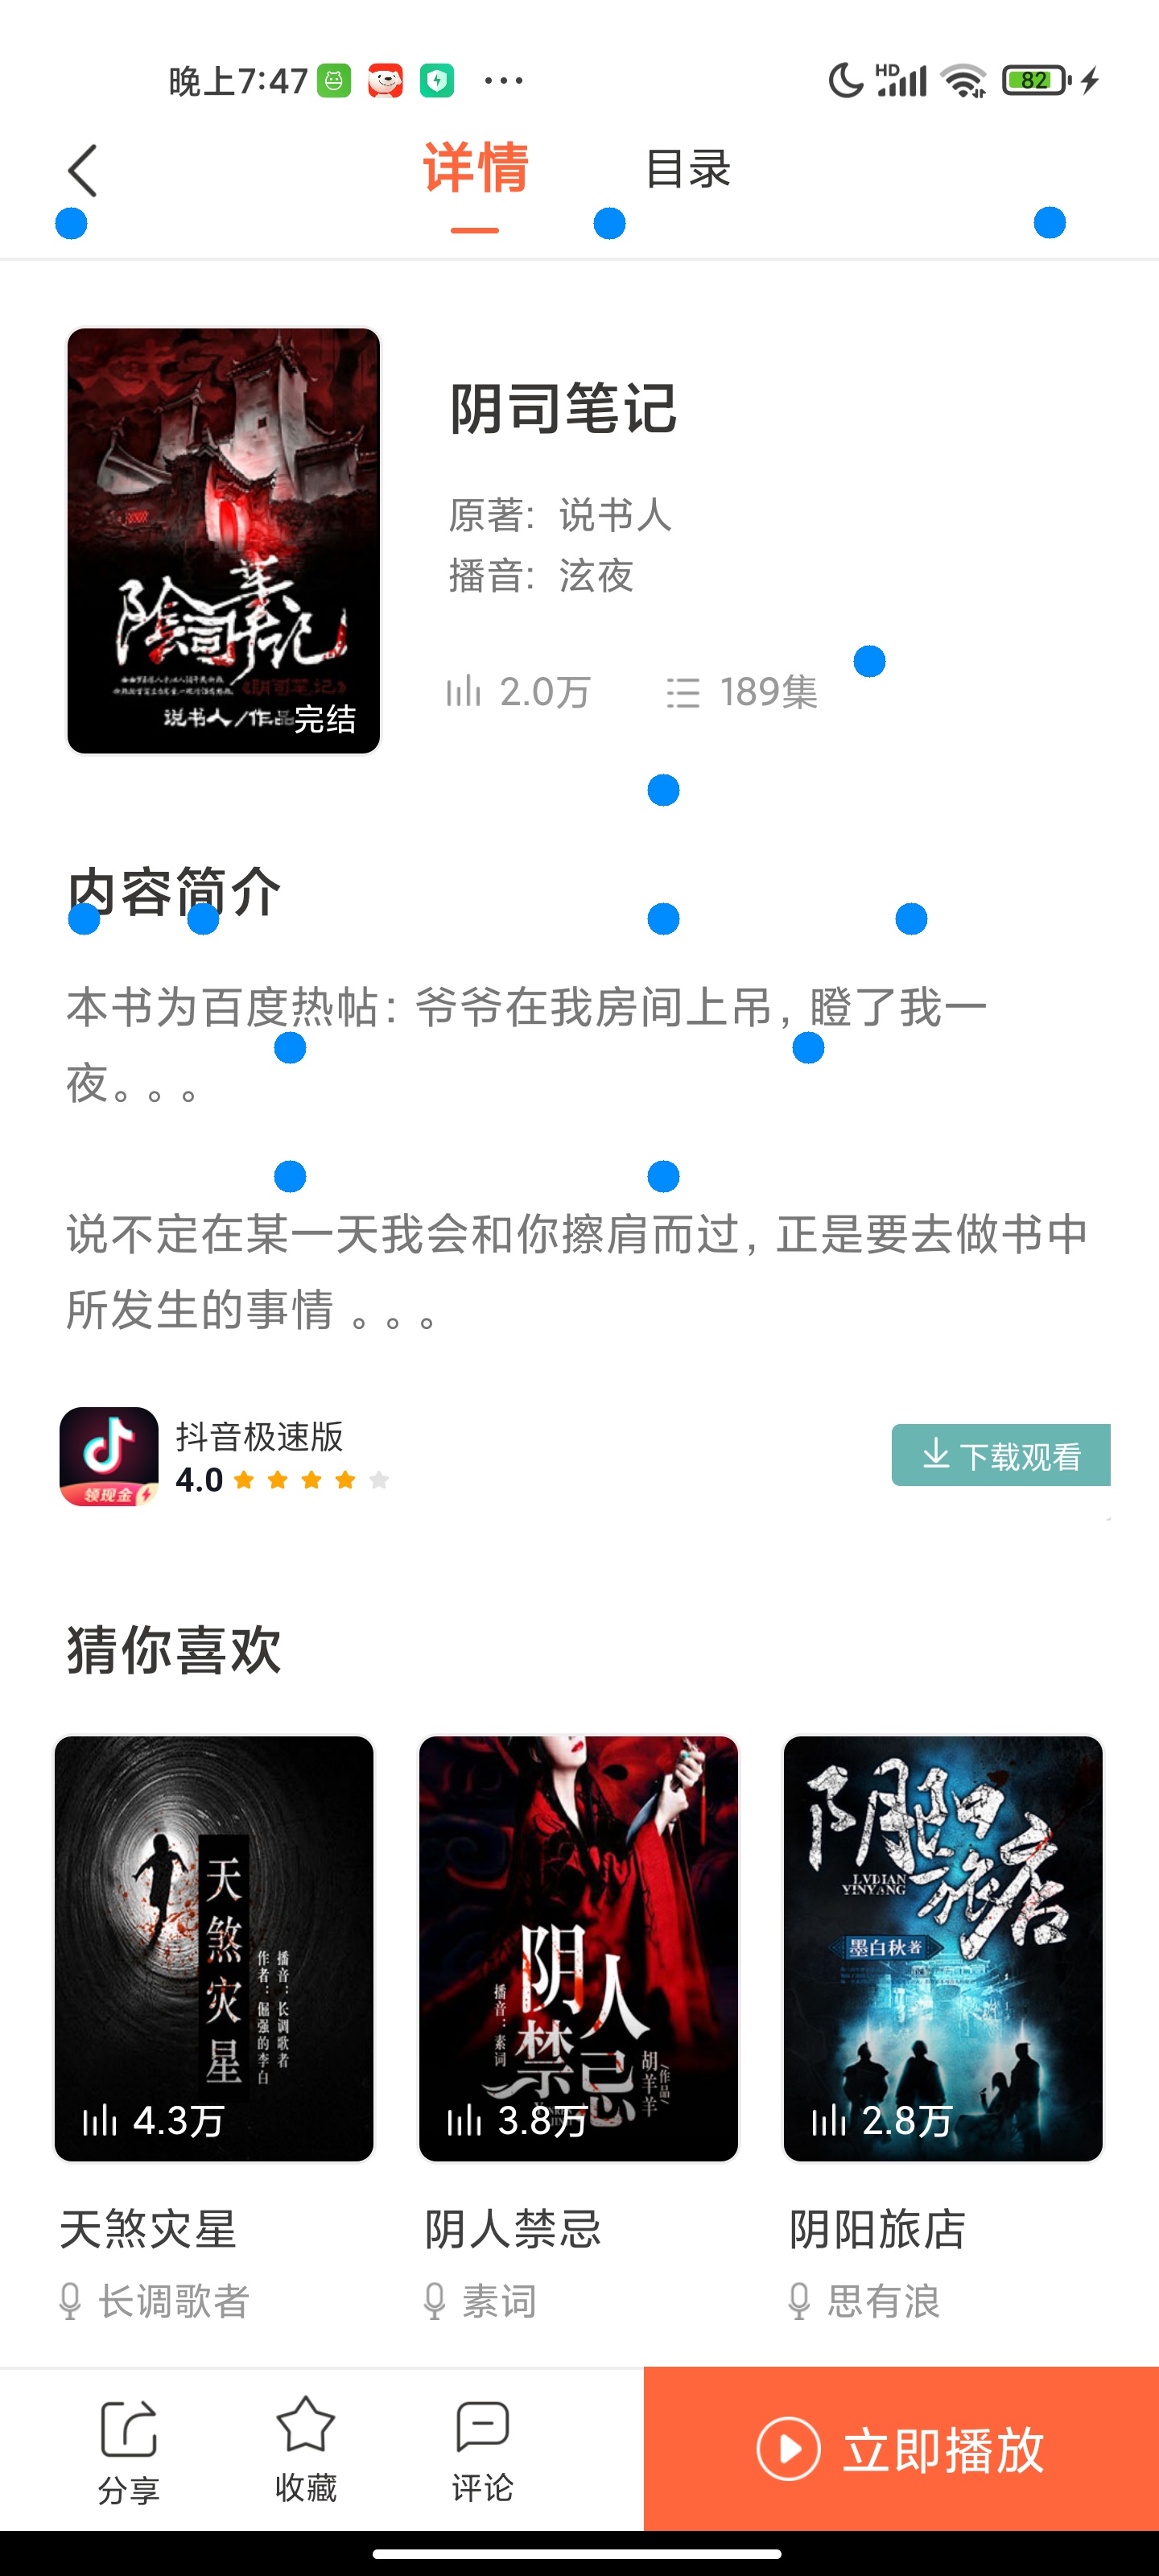 晚上7:47
HD
82
详情
目录
阴司笔记
原著: 说书人
播音: 泫夜
2.0万
189集
说书人/作品
完结
内容简介
本书为百度热帖: 爷爷在我房间上吊, 瞪了我一
夜。。。
说不定在某一天我会和你擦肩而过, 正是要去做书中
所发生的事情 。。。
领现金
抖音极速版
4.0
下载观看
猜你喜欢
天煞灾星
播音：长调歌者
作者：倔强的李白
4.3万
阴人禁忌
播音：素词
胡羊羊/作品
3.8万
阴阳旅店
LVDIAN
YINYANG
墨白秋著
2.8万
天煞灾星
阴人禁忌
阴阳旅店
长调歌者
素词
思有浪
分享
收藏
评论
立即播放